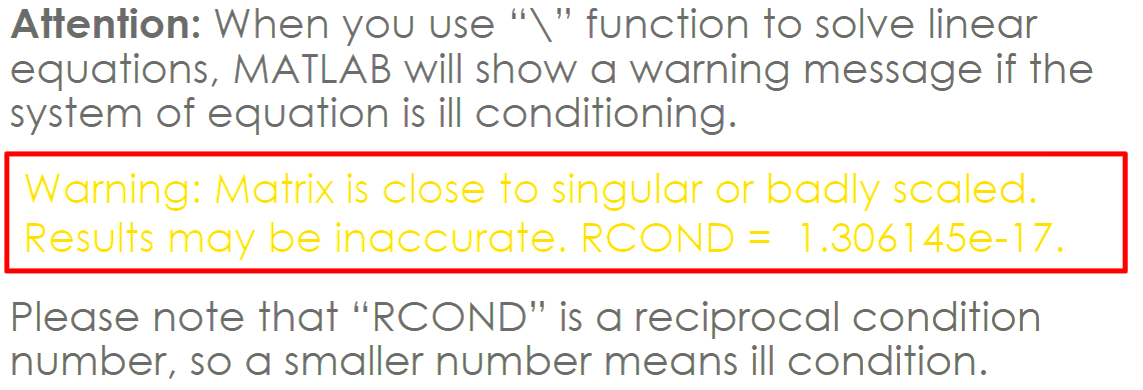 Attention: When you use “\” function to solve linear
equations, MATLAB will show a warning message if the
system of equation is ill conditioning.
Warning: Matrix is close to singular or badly scaled.
Results may be inaccurate. RCOND =  1.306145e-17.
Please note that “RCOND” is a reciprocal condition
number, so a smaller number means ill condition.